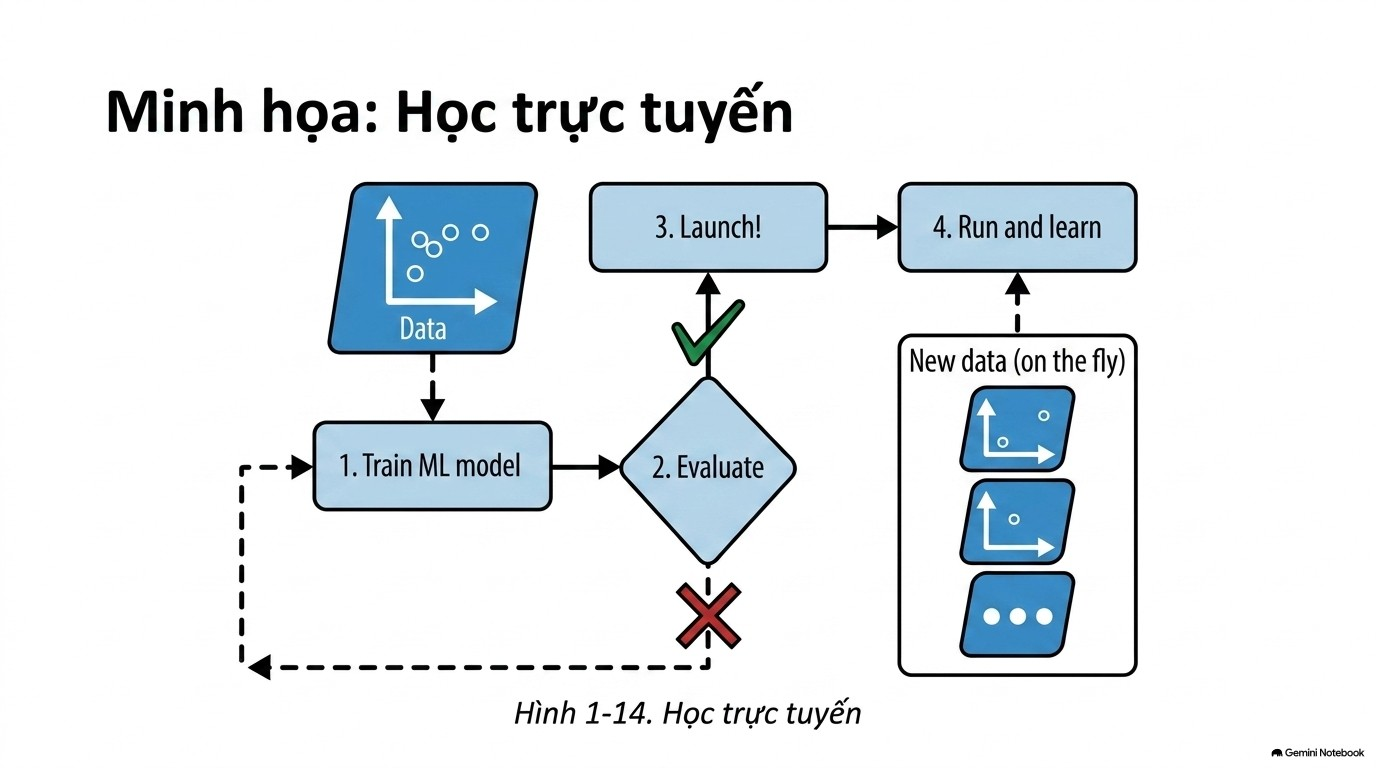 Minh họa: Học trực tuyến
Data
3. Launch!
4. Run and learn
New data (on the fly)
1. Train ML model
2. Evaluate
Hình 1-14. Học trực tuyến
Gemini Notebook